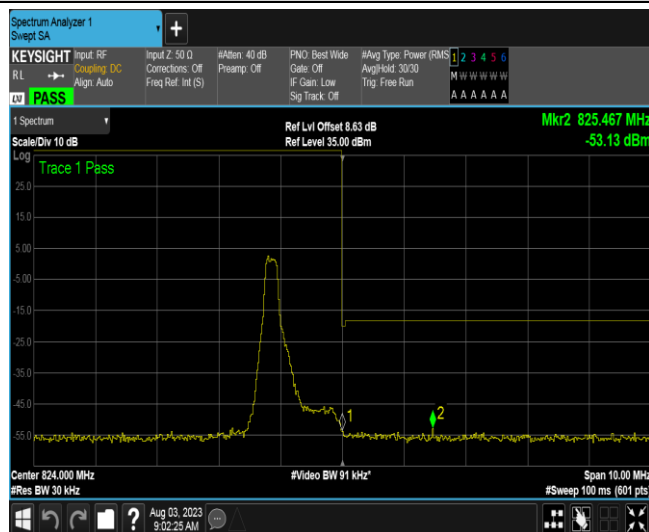 Spectrum Analyzer 1
Swept SA
+
KEYSIGHT
RL
Input: RF
Coupling: DC
Align: Auto
Input Z: 50 Ω
Corrections: Off
Freq Ref: Int (S)
#Atten: 40 dB
Preamp: Off
PNO: Best Wide
Gate: Off
IF Gain: Low
Sig Track: Off
#Avg Type: Power (RMS
Avg|Hold: 30/30
Trig: Free Run
1 2 3 4 5 6
M W W W W W
A A A A A A
LXI PASS
1 Spectrum
Scale/Div 10 dB
Ref Lvl Offset 8.63 dB
Ref Level 35.00 dBm
Mkr2 825.467 MHz
-53.13 dBm
Log
Trace 1 Pass
25.0
15.0
5.00
-5.00
-15.0
-25.0
-35.0
-45.0
-55.0
1
2
Center 824.000 MHz
#Res BW 30 kHz
#Video BW 91 kHz*
Span 10.00 MHz
#Sweep 100 ms (601 pts)
?
Aug 03, 2023
9:02:25 AM